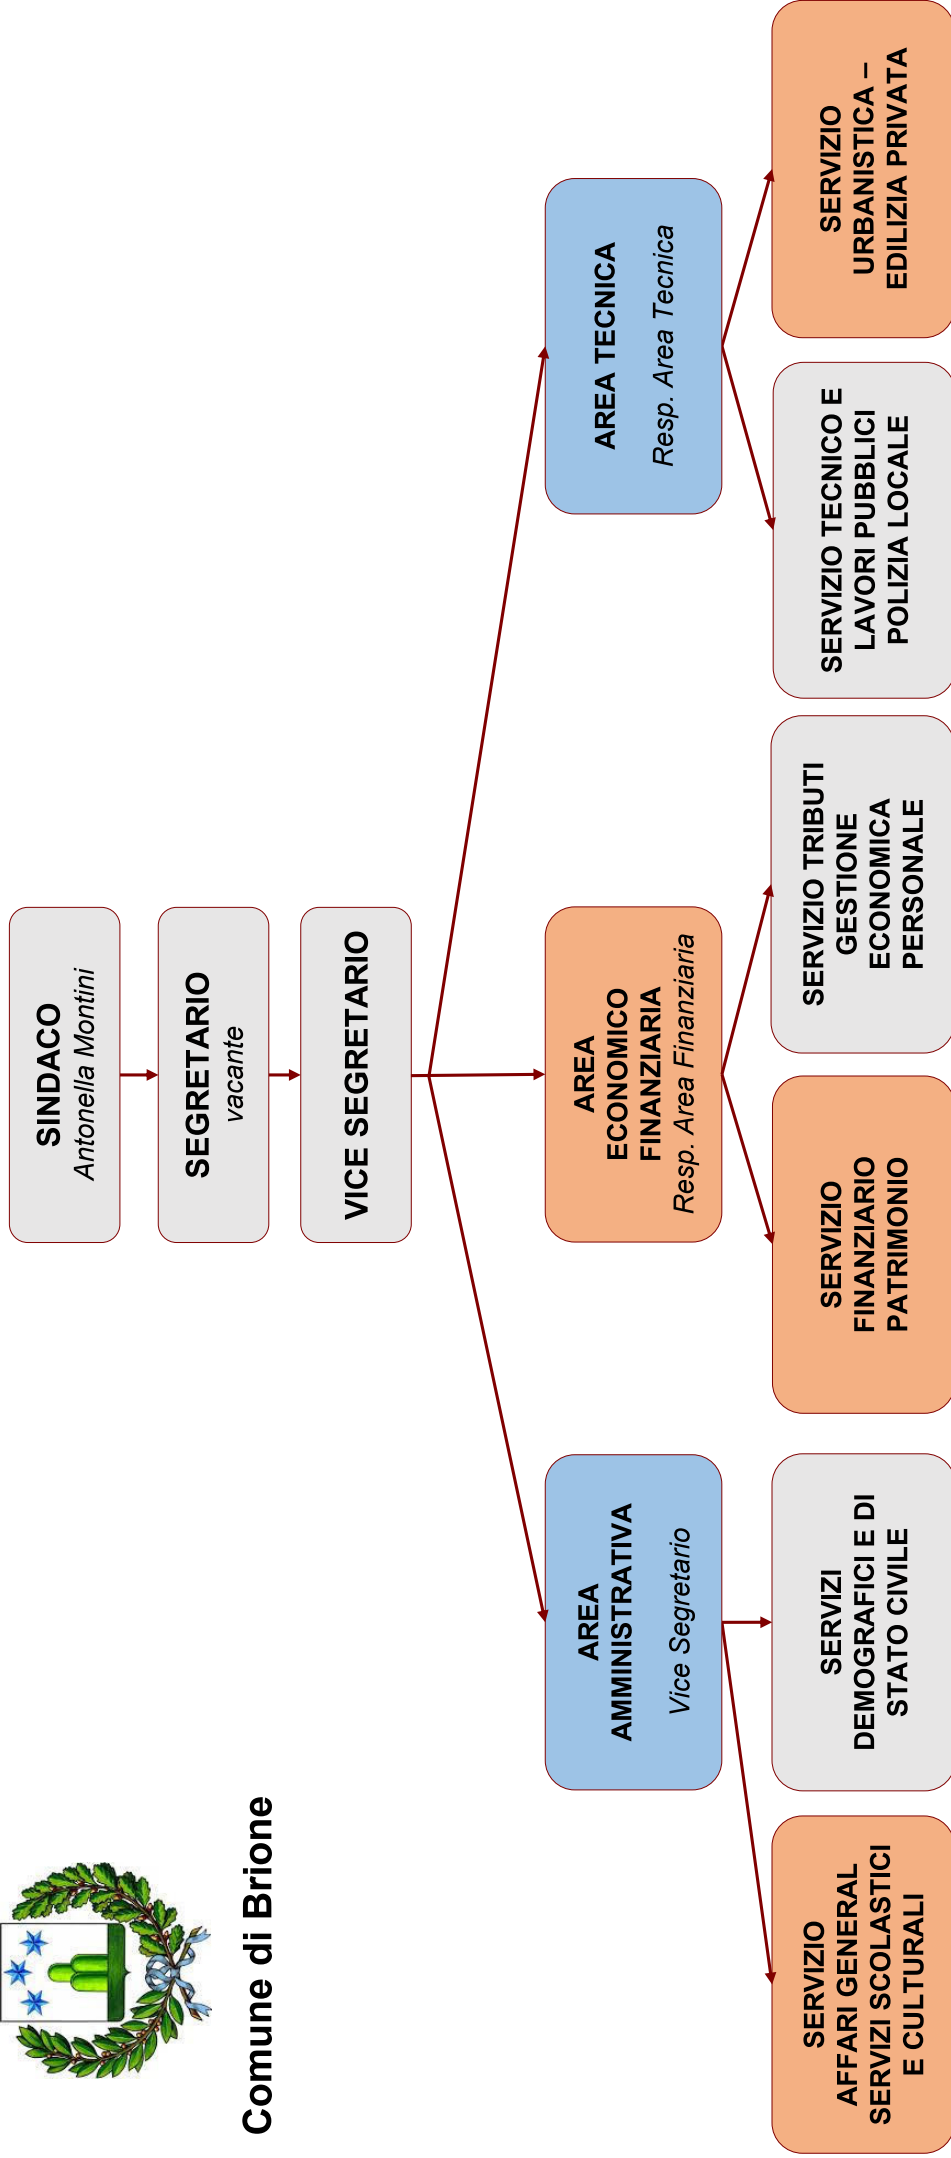 Comune di Brione
SINDACO
Antonella Montini
SEGRETARIO
vacante
VICE SEGRETARIO
AREA
AMMINISTRATIVA
Vice Segretario
AREA
ECONOMICO
FINANZIARIA
Resp. Area Finanziaria
AREA TECNICA
Resp. Area Tecnica
SERVIZIO
AFFARI GENERAL
SERVIZI SCOLASTICI
E CULTURALI
SERVIZI
DEMOGRAFICI E DI
STATO CIVILE
SERVIZIO
FINANZIARIO
PATRIMONIO
SERVIZIO TRIBUTI
GESTIONE
ECONOMICA
PERSONALE
SERVIZIO TECNICO E
LAVORI PUBBLICI
POLIZIA LOCALE
SERVIZIO
URBANISTICA –
EDILIZIA PRIVATA